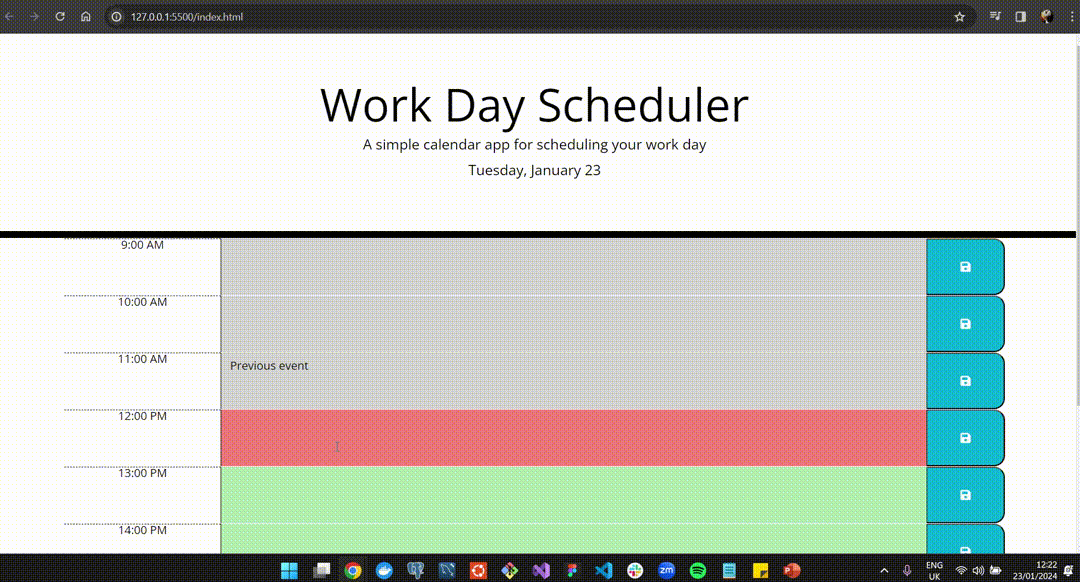 127.0.0.1:5500/index.html
Work Day Scheduler
A simple calendar app for scheduling your work day
Tuesday, January 23
9:00 AM
10:00 AM
11:00 AM
Previous event
12:00 PM
13:00 PM
14:00 PM
zm
ENG
UK
12:22
23/01/2024